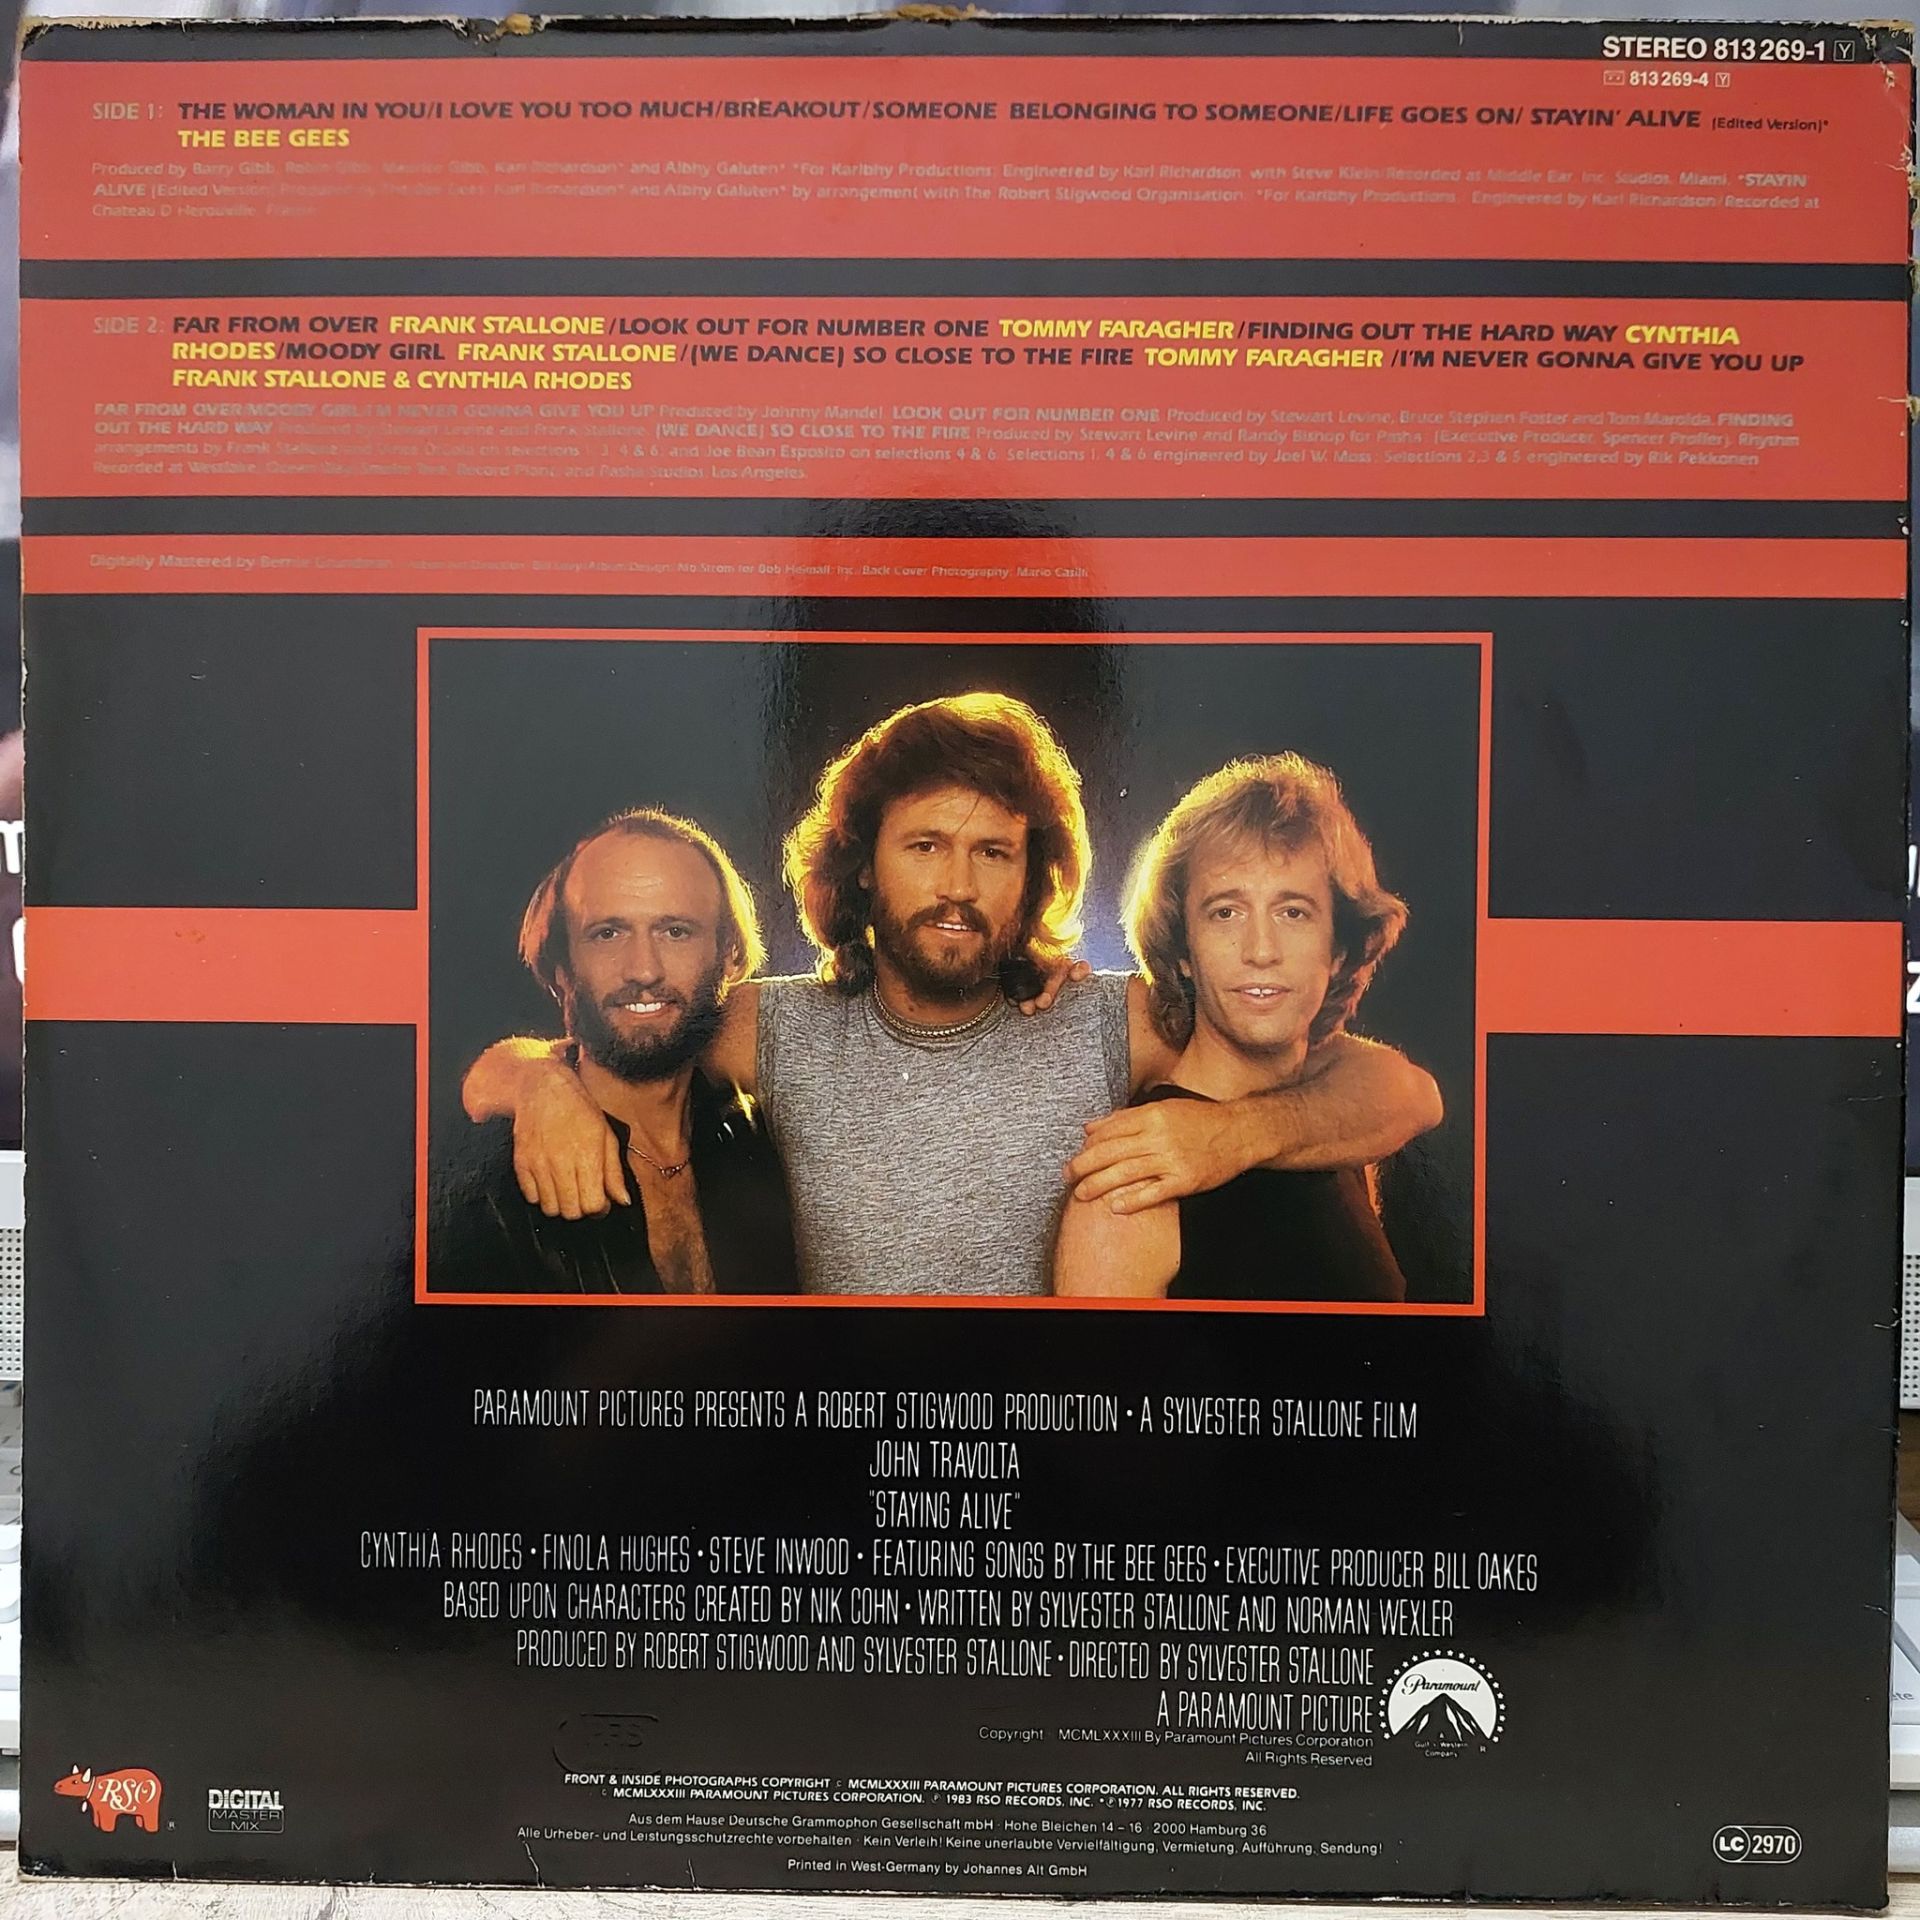 STEREO 813 269-1 Y
813 269-4 Y
SIDE 1: THE WOMAN IN YOU/I LOVE YOU TOO MUCH/BREAKOUT/SOMEONE BELONGING TO SOMEONE/LIFE GOES ON/ STAYIN' ALIVE (Edited Version)*
THE BEE GEES
Produced by Barry Gibb, Robin Gibb, Maurice Gibb, Karl Richardson* and Albhy Galuten* *For Karlbhy Productions. Engineered by Karl Richardson with Steve Klein/Recorded at Middle Ear, Inc. Studios, Miami. *STAYIN'
ALIVE (Edited Version) Produced by The Bee Gees, Karl Richardson* and Albhy Galuten* by arrangement with The Robert Stigwood Organisation. *For Karlbhy Productions. Engineered by Karl Richardson/Recorded at
Chateau D'Herouville, France
SIDE 2: FAR FROM OVER FRANK STALLONE/LOOK OUT FOR NUMBER ONE TOMMY FARAGHER/FINDING OUT THE HARD WAY CYNTHIA
RHODES/MOODY GIRL FRANK STALLONE/(WE DANCE) SO CLOSE TO THE FIRE TOMMY FARAGHER /I'M NEVER GONNA GIVE YOU UP
FRANK STALLONE & CYNTHIA RHODES
FAR FROM OVER/MOODY GIRL/I'M NEVER GONNA GIVE YOU UP Produced by Johnny Mandel. LOOK OUT FOR NUMBER ONE Produced by Stewart Levine, Bruce Stephen Foster and Tom Marolda. FINDING
OUT THE HARD WAY Produced by Stewart Levine and Frank Stallone. (WE DANCE) SO CLOSE TO THE FIRE Produced by Stewart Levine and Randy Bishop for Pasha. (Executive Producer, Spencer Proffer). Rhythm
arrangements by Frank Stallone and Vince DiCola on selections 1, 3, 4 & 6, and Joe Bean Esposito on selections 4 & 6. Selections 1, 4 & 6 engineered by Joel W. Moss; Selections 2,3 & 5 engineered by Rik Pekkonen
Recorded at Westlake, Ocean Way, Smoke Tree, Record Plant, and Pasha Studios, Los Angeles.
Digitally Mastered by Bernie Grundman Art Direction: Bill Levy/Album Design: Mo Strom for Bob Heimall, Inc. Back Cover Photography: Mario Casilli
PARAMOUNT PICTURES PRESENTS A ROBERT STIGWOOD PRODUCTION • A SYLVESTER STALLONE FILM
JOHN TRAVOLTA
"STAYING ALIVE"
CYNTHIA RHODES • FINOLA HUGHES • STEVE INWOOD • FEATURING SONGS BY THE BEE GEES • EXECUTIVE PRODUCER BILL OAKES
BASED UPON CHARACTERS CREATED BY NIK COHN • WRITTEN BY SYLVESTER STALLONE AND NORMAN WEXLER
PRODUCED BY ROBERT STIGWOOD AND SYLVESTER STALLONE • DIRECTED BY SYLVESTER STALLONE
A PARAMOUNT PICTURE
Paramount
Gulf + Western
Company
R
Copyright MCMLXXXIII By Paramount Pictures Corporation
All Rights Reserved
RSO
DIGITAL
MASTER
MIX
FRONT & INSIDE PHOTOGRAPHS COPYRIGHT © MCMLXXXIII PARAMOUNT PICTURES CORPORATION. ALL RIGHTS RESERVED.
© MCMLXXXIII PARAMOUNT PICTURES CORPORATION. ℗ 1983 RSO RECORDS, INC. *℗ 1977 RSO RECORDS, INC.
Aus dem Hause Deutsche Grammophon Gesellschaft mbH · Hohe Bleichen 14 – 16 · 2000 Hamburg 36
Alle Urheber- und Leistungsschutzrechte vorbehalten · Kein Verleih! Keine unerlaubte Vervielfältigung, Vermietung, Aufführung, Sendung!
Printed in West-Germany by Johannes Alt GmbH
LC 2970